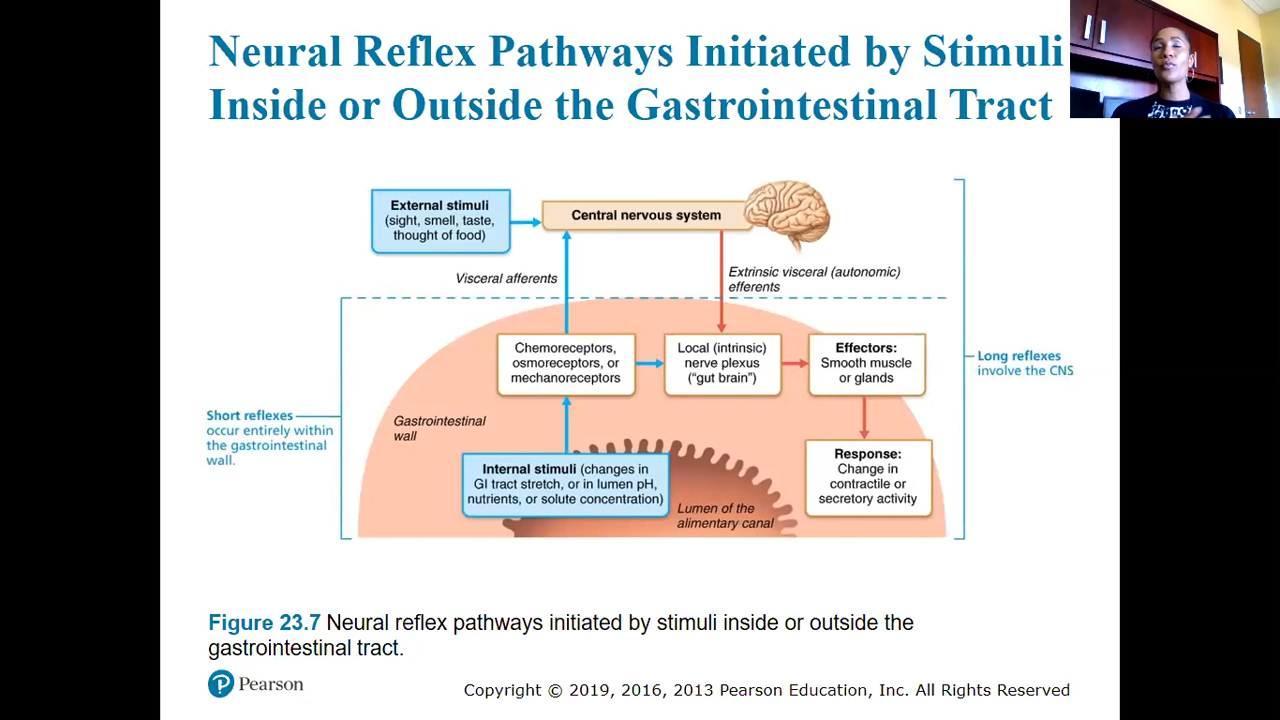 Neural Reflex Pathways Initiated by Stimuli
Inside or Outside the Gastrointestinal Tract
External stimuli
(sight, smell, taste,
thought of food)
Central nervous system
Visceral afferents
Extrinsic visceral (autonomic)
efferents
Chemoreceptors,
osmoreceptors, or
mechanoreceptors
Local (intrinsic)
nerve plexus
("gut brain")
Effectors:
Smooth muscle
or glands
Long reflexes
involve the CNS
Short reflexes
occur entirely within
the gastrointestinal
wall.
Gastrointestinal
wall
Internal stimuli (changes in
GI tract stretch, or in lumen pH,
nutrients, or solute concentration)
Response:
Change in
contractile or
secretory activity
Lumen of the
alimentary canal
Figure 23.7 Neural reflex pathways initiated by stimuli inside or outside the
gastrointestinal tract.
P Pearson
Copyright © 2019, 2016, 2013 Pearson Education, Inc. All Rights Reserved